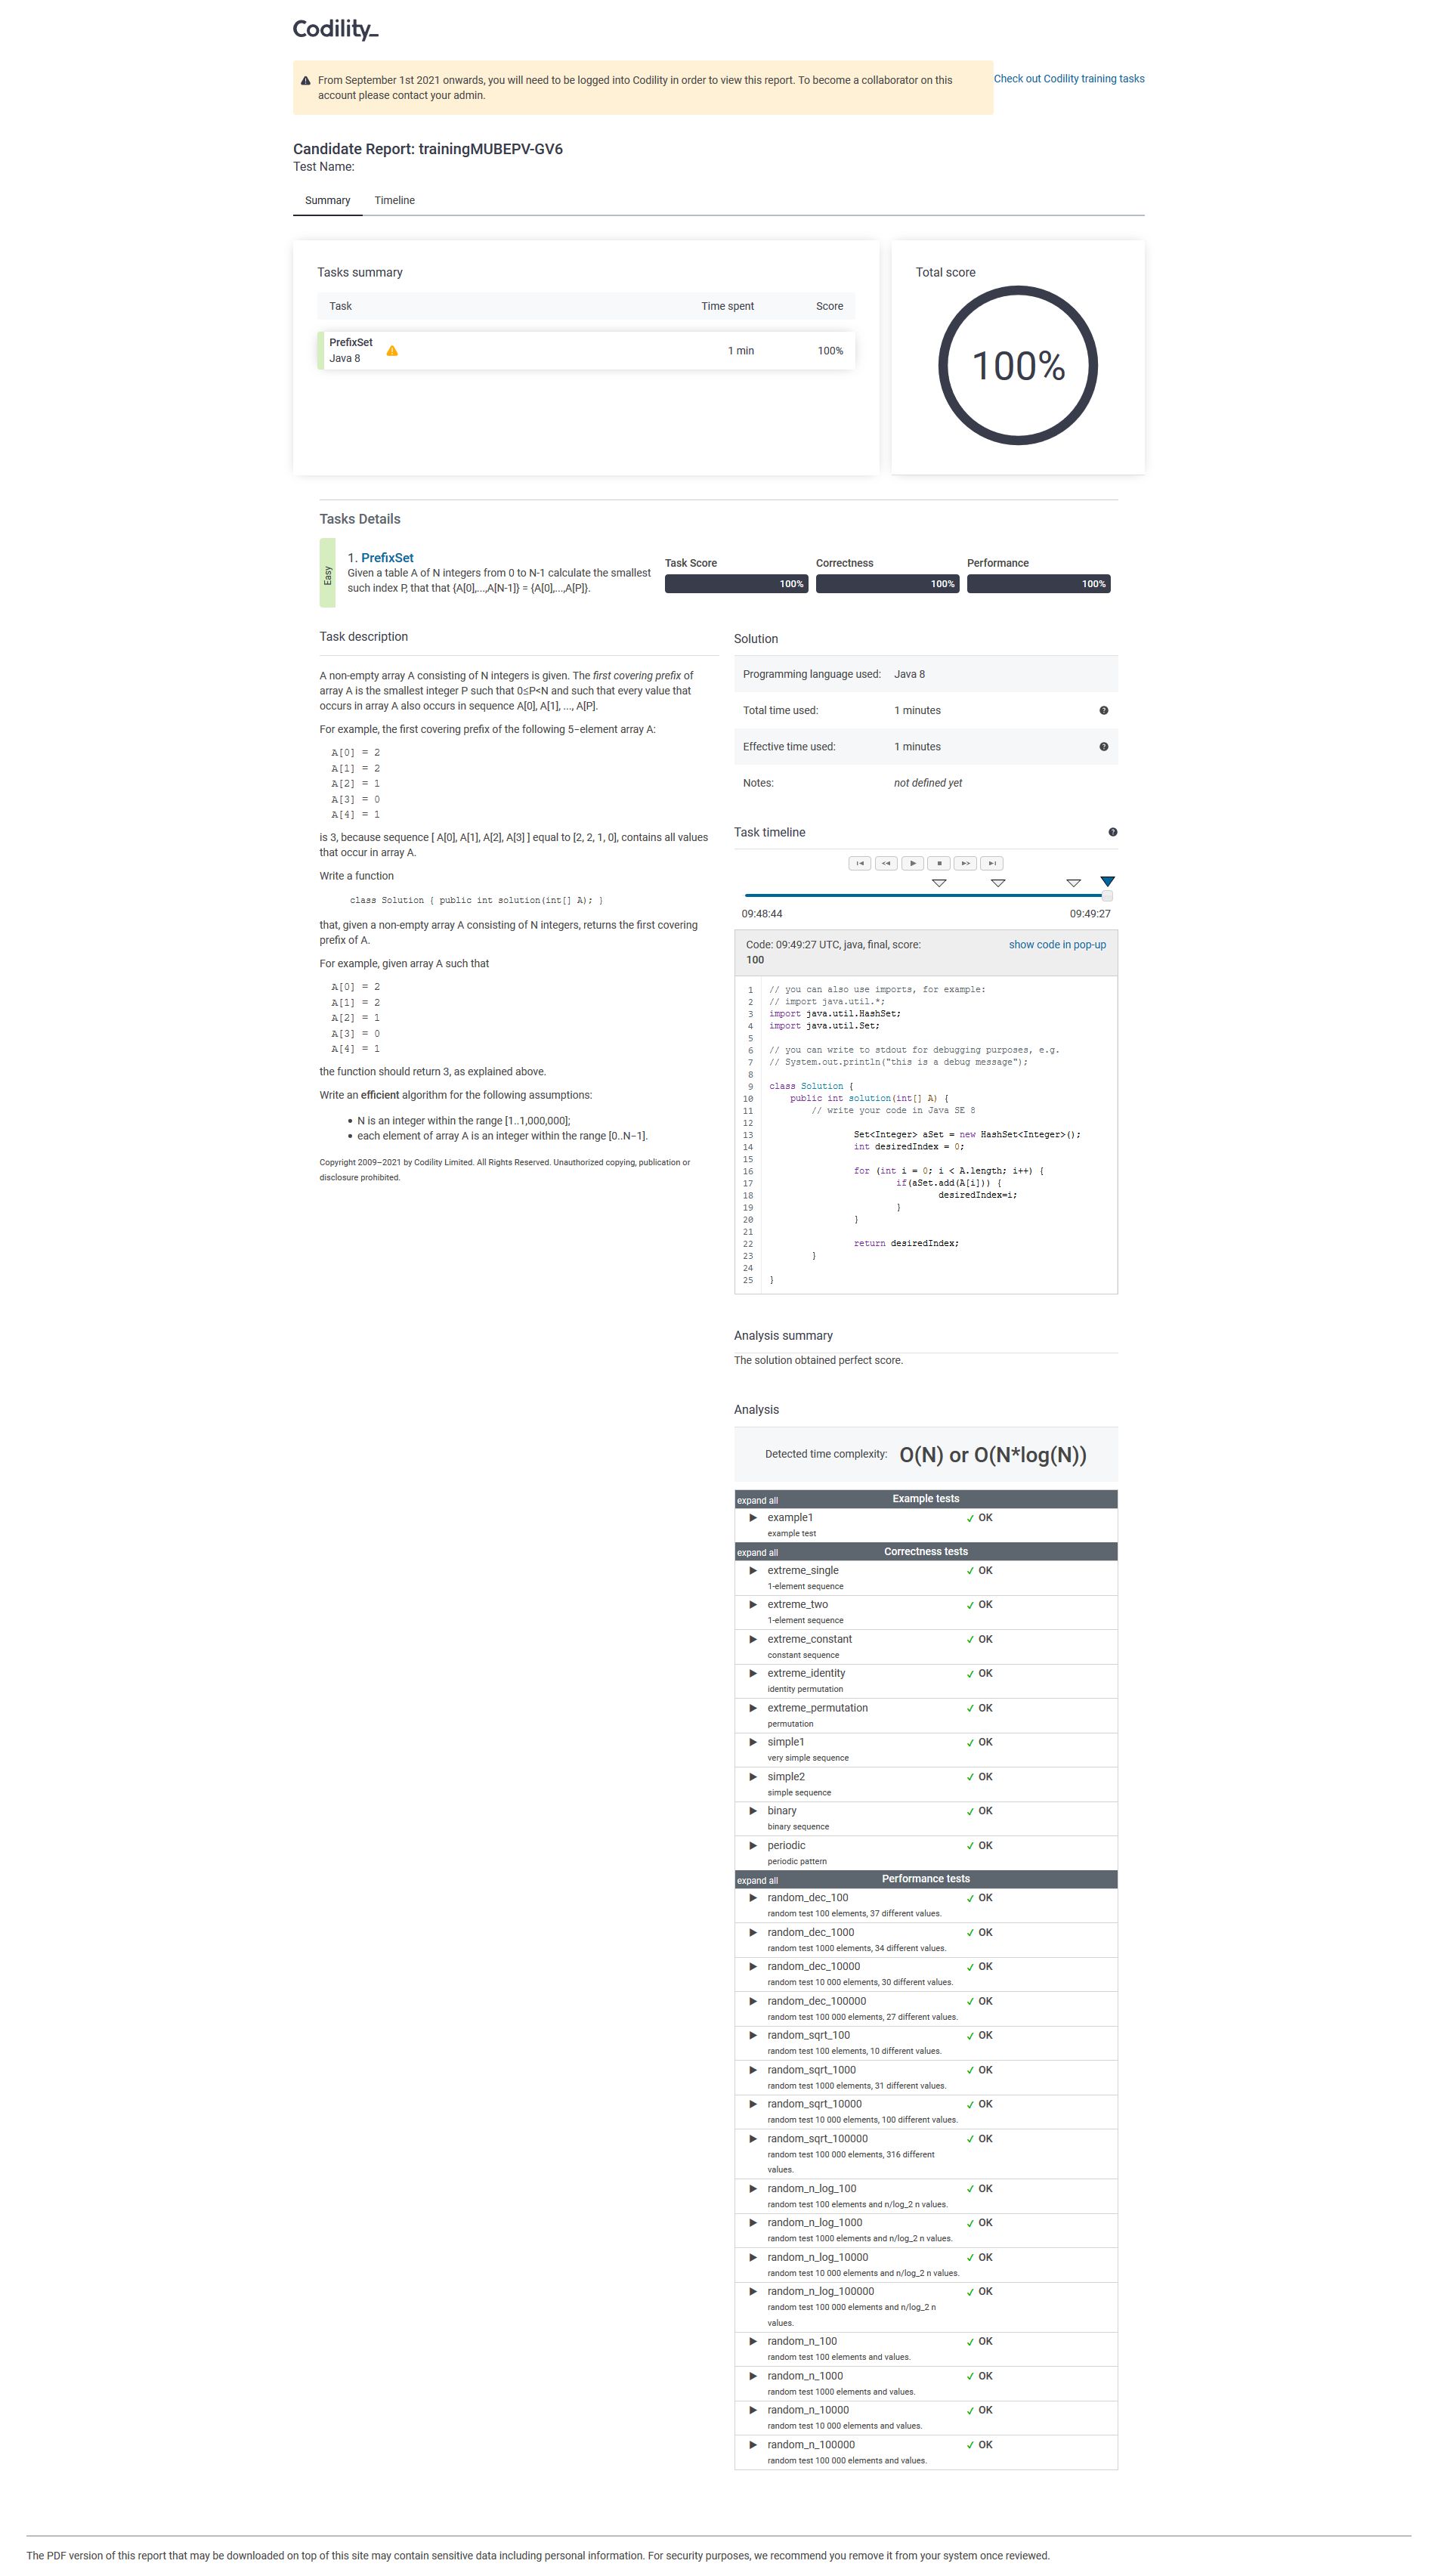 Codility_
From September 1st 2021 onwards, you will need to be logged into Codility in order to view this report. To become a collaborator on this
account please contact your admin.
Check out Codility training tasks
Candidate Report: trainingMUBEPV-GV6
Test Name:
Summary Timeline
Tasks summary
Task Time spent Score
PrefixSet
Java 8
1 min 100%
Total score
100%
Tasks Details
Easy
1. PrefixSet
Given a table A of N integers from 0 to N-1 calculate the smallest
such index P, that that {A[0],...,A[N-1]} = {A[0],...,A[P]}.
Task Score Correctness Performance
100% 100% 100%
Task description
A non-empty array A consisting of N integers is given. The first covering prefix of
array A is the smallest integer P such that 0≤P<N and such that every value that
occurs in array A also occurs in sequence A[0], A[1], ..., A[P].
For example, the first covering prefix of the following 5−element array A:
A[0] = 2
A[1] = 2
A[2] = 1
A[3] = 0
A[4] = 1
is 3, because sequence [ A[0], A[1], A[2], A[3] ] equal to [2, 2, 1, 0], contains all values
that occur in array A.
Write a function
class Solution { public int solution(int[] A); }
that, given a non-empty array A consisting of N integers, returns the first covering
prefix of A.
For example, given array A such that
A[0] = 2
A[1] = 2
A[2] = 1
A[3] = 0
A[4] = 1
the function should return 3, as explained above.
Write an efficient algorithm for the following assumptions:
• N is an integer within the range [1..1,000,000];
• each element of array A is an integer within the range [0..N−1].
Copyright 2009–2021 by Codility Limited. All Rights Reserved. Unauthorized copying, publication or
disclosure prohibited.
Solution
Programming language used: Java 8
Total time used: 1 minutes
Effective time used: 1 minutes
Notes: not defined yet
Task timeline
09:48:44 09:49:27
Code: 09:49:27 UTC, java, final, score:
100
show code in pop-up
1 // you can also use imports, for example:
2 // import java.util.*;
3 import java.util.HashSet;
4 import java.util.Set;
5
6 // you can write to stdout for debugging purposes, e.g.
7 // System.out.println("this is a debug message");
8
9 class Solution {
10 public int solution(int[] A) {
11 // write your code in Java SE 8
12
13 Set<Integer> aSet = new HashSet<Integer>();
14 int desiredIndex = 0;
15
16 for (int i = 0; i < A.length; i++) {
17 if(aSet.add(A[i])) {
18 desiredIndex=i;
19 }
20 }
21
22 return desiredIndex;
23 }
24
25 }
Analysis summary
The solution obtained perfect score.
Analysis
Detected time complexity: O(N) or O(N*log(N))
expand all Example tests
▶ example1 ✓ OK
example test
expand all Correctness tests
▶ extreme_single ✓ OK
1-element sequence
▶ extreme_two ✓ OK
1-element sequence
▶ extreme_constant ✓ OK
constant sequence
▶ extreme_identity ✓ OK
identity permutation
▶ extreme_permutation ✓ OK
permutation
▶ simple1 ✓ OK
very simple sequence
▶ simple2 ✓ OK
simple sequence
▶ binary ✓ OK
binary sequence
▶ periodic ✓ OK
periodic pattern
expand all Performance tests
▶ random_dec_100 ✓ OK
random test 100 elements, 37 different values.
▶ random_dec_1000 ✓ OK
random test 1000 elements, 34 different values.
▶ random_dec_10000 ✓ OK
random test 10 000 elements, 30 different values.
▶ random_dec_100000 ✓ OK
random test 100 000 elements, 27 different values.
▶ random_sqrt_100 ✓ OK
random test 100 elements, 10 different values.
▶ random_sqrt_1000 ✓ OK
random test 1000 elements, 31 different values.
▶ random_sqrt_10000 ✓ OK
random test 10 000 elements, 100 different values.
▶ random_sqrt_100000 ✓ OK
random test 100 000 elements, 316 different
values.
▶ random_n_log_100 ✓ OK
random test 100 elements and n/log_2 n values.
▶ random_n_log_1000 ✓ OK
random test 1000 elements and n/log_2 n values.
▶ random_n_log_10000 ✓ OK
random test 10 000 elements and n/log_2 n values.
▶ random_n_log_100000 ✓ OK
random test 100 000 elements and n/log_2 n
values.
▶ random_n_100 ✓ OK
random test 100 elements and values.
▶ random_n_1000 ✓ OK
random test 1000 elements and values.
▶ random_n_10000 ✓ OK
random test 10 000 elements and values.
▶ random_n_100000 ✓ OK
random test 100 000 elements and values.
The PDF version of this report that may be downloaded on top of this site may contain sensitive data including personal information. For security purposes, we recommend you remove it from your system once reviewed.